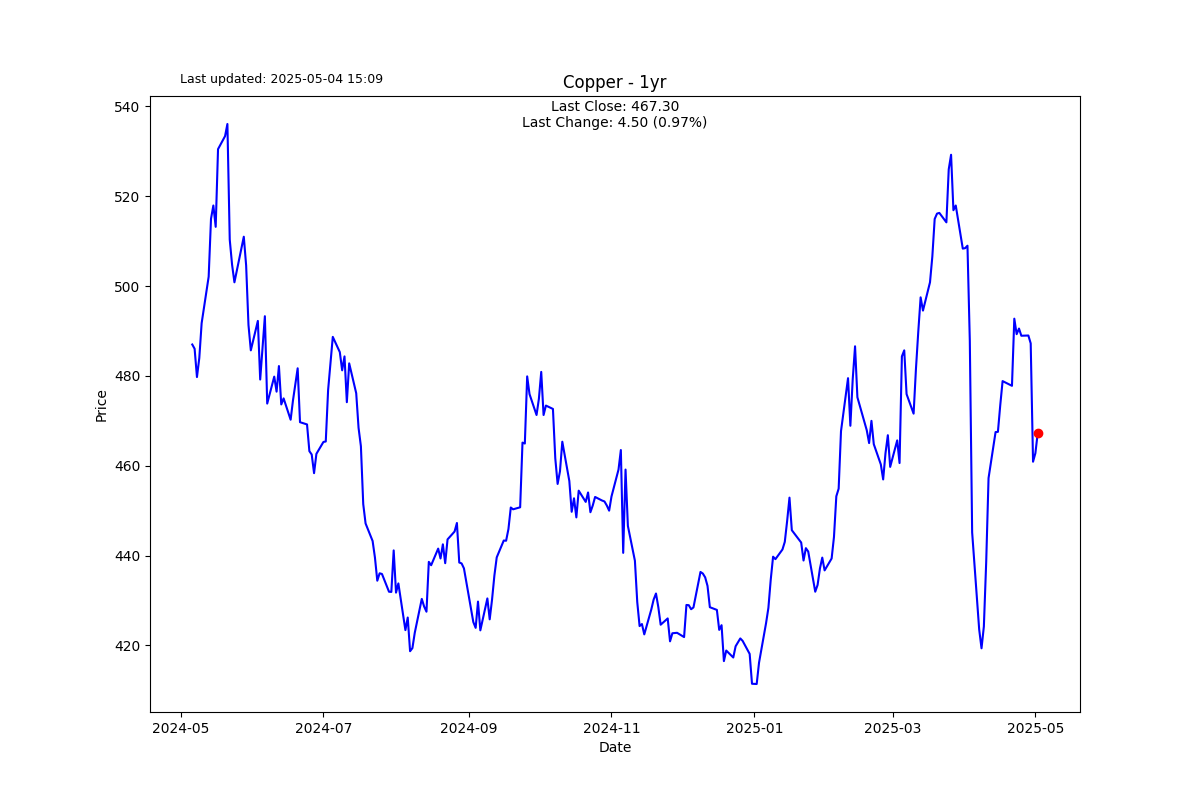 Last updated: 2025-05-04 15:09
Copper - 1yr
Last Close: 467.30
Last Change: 4.50 (0.97%)
540
520
500
480
460
440
420
Price
2024-05
2024-07
2024-09
2024-11
2025-01
2025-03
2025-05
Date